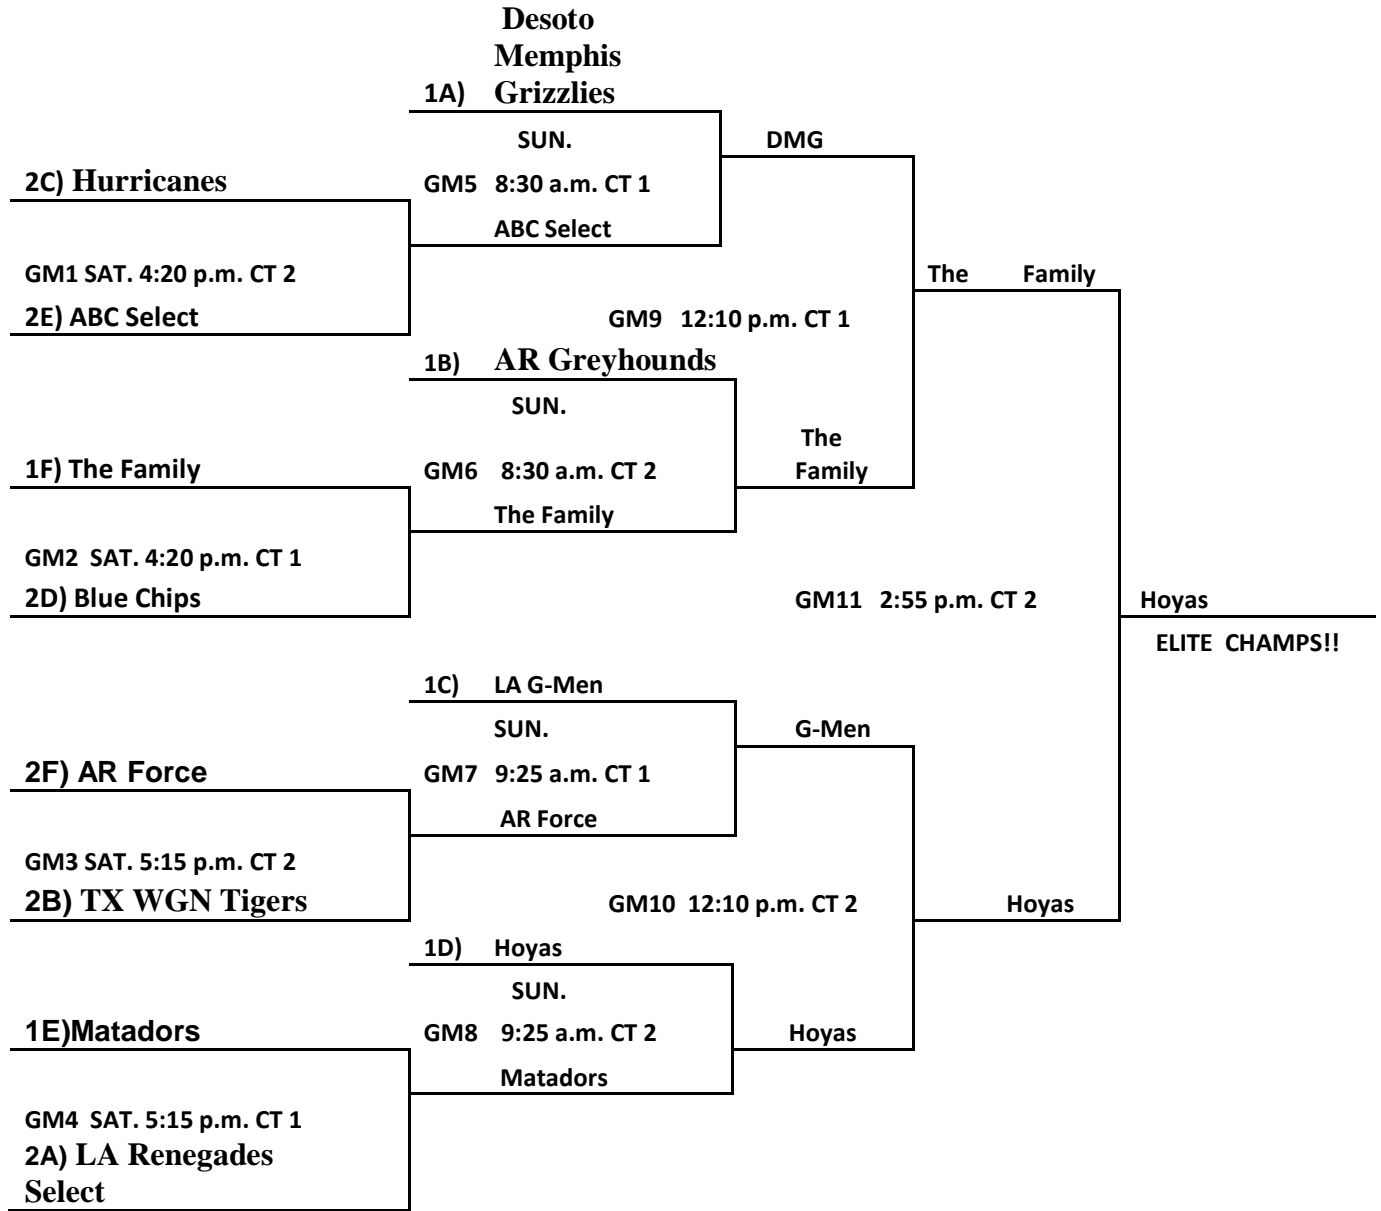 Desoto
Memphis
1A) Grizzlies
SUN.
DMG
2C) Hurricanes
GM5 8:30 a.m. CT 1
ABC Select
GM1 SAT. 4:20 p.m. CT 2
The Family
2E) ABC Select
GM9 12:10 p.m. CT 1
1B) AR Greyhounds
SUN.
The
Family
1F) The Family
GM6 8:30 a.m. CT 2
The Family
GM2 SAT. 4:20 p.m. CT 1
2D) Blue Chips
GM11 2:55 p.m. CT 2
Hoyas
ELITE CHAMPS!!
1C) LA G-Men
SUN.
G-Men
2F) AR Force
GM7 9:25 a.m. CT 1
AR Force
GM3 SAT. 5:15 p.m. CT 2
2B) TX WGN Tigers
GM10 12:10 p.m. CT 2
Hoyas
1D) Hoyas
SUN.
1E)Matadors
GM8 9:25 a.m. CT 2
Hoyas
Matadors
GM4 SAT. 5:15 p.m. CT 1
2A) LA Renegades
Select